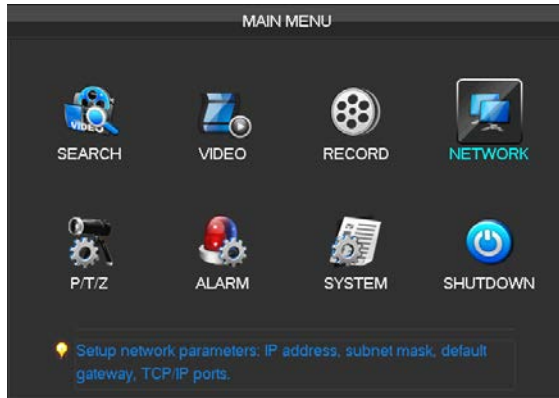 MAIN MENU
VIDEO
SEARCH VIDEO RECORD NETWORK
P/T/Z ALARM SYSTEM SHUTDOWN
Setup network parameters: IP address, subnet mask, default
gateway, TCP/IP ports.